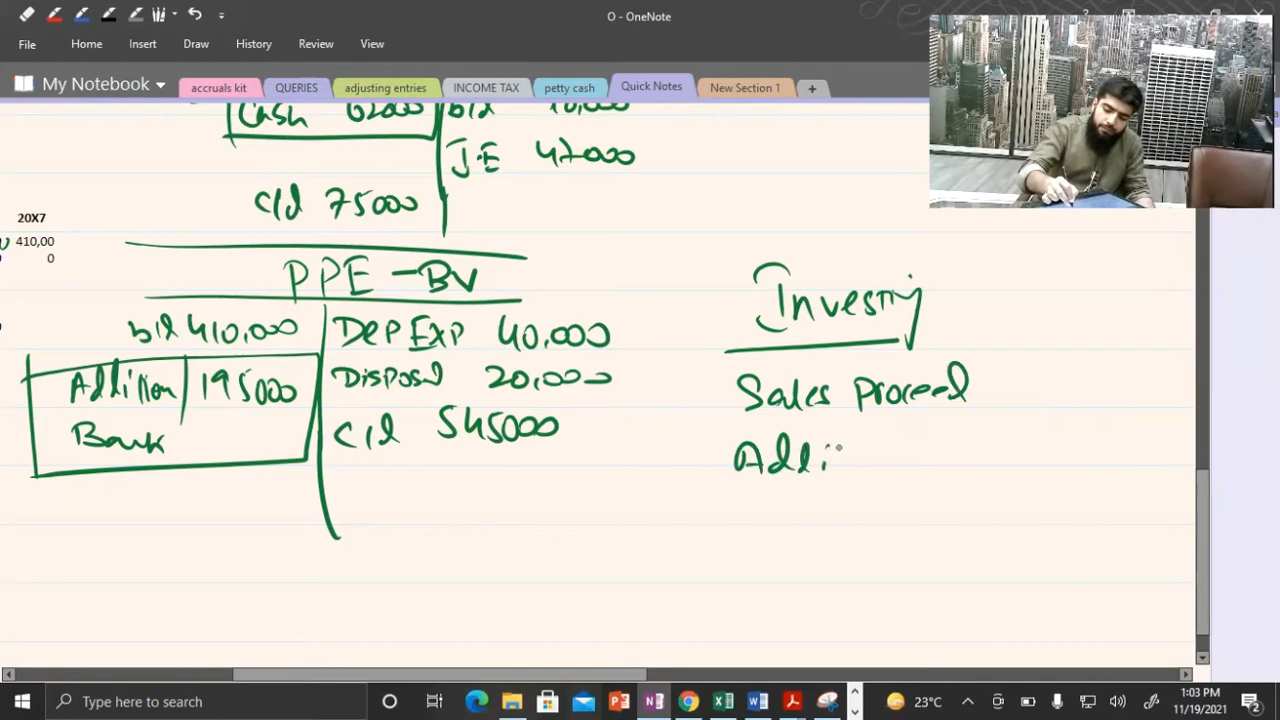 O - OneNote
File Home Insert Draw History Review View
My Notebook accruals kit QUERIES adjusting entries INCOMETAX petty cash Quick Notes New Section 1
Cash 62000 b/d
J.E 47000
c/d 75000
20X7
410,00
0
PPE - BV
b/d 410,000 Dep Exp 40,000
Addition 195000 Disposal 20,000
Bank c/d 545000
Investing
Sales Proceed
Addi
Type here to search
23°C
1:03 PM
11/19/2021
2